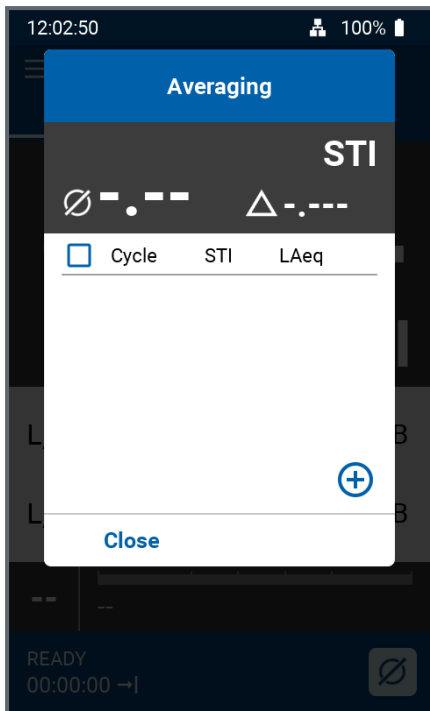 12:02:50 100%
Averaging
STI
Ø-.-- △-.---
Cycle STI LAeq
L B
L B
Close
--
--
READY
00:00:00 →|
Ø